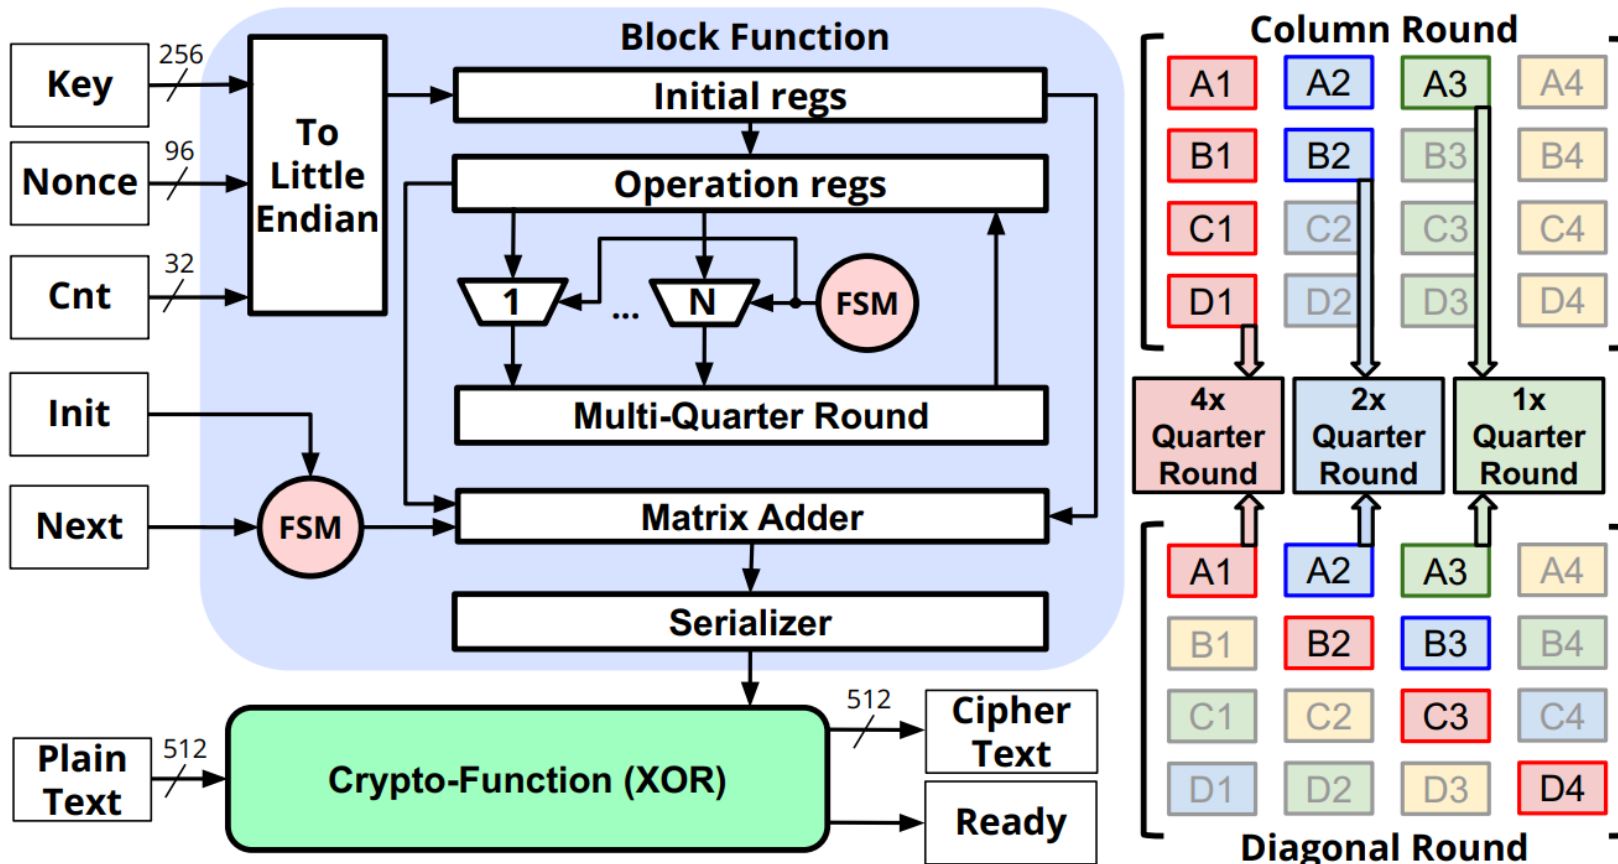 Block Function
Key
256
Nonce
96
Cnt
32
To
Little
Endian
Initial regs
Operation regs
1
...
N
FSM
Multi-Quarter Round
Init
Next
FSM
Matrix Adder
Serializer
Plain
Text
512
Crypto-Function (XOR)
512
Cipher
Text
Ready
Column Round
A1 A2 A3 A4
B1 B2 B3 B4
C1 C2 C3 C4
D1 D2 D3 D4
4x
Quarter
Round
2x
Quarter
Round
1x
Quarter
Round
A1 A2 A3 A4
B1 B2 B3 B4
C1 C2 C3 C4
D1 D2 D3 D4
Diagonal Round